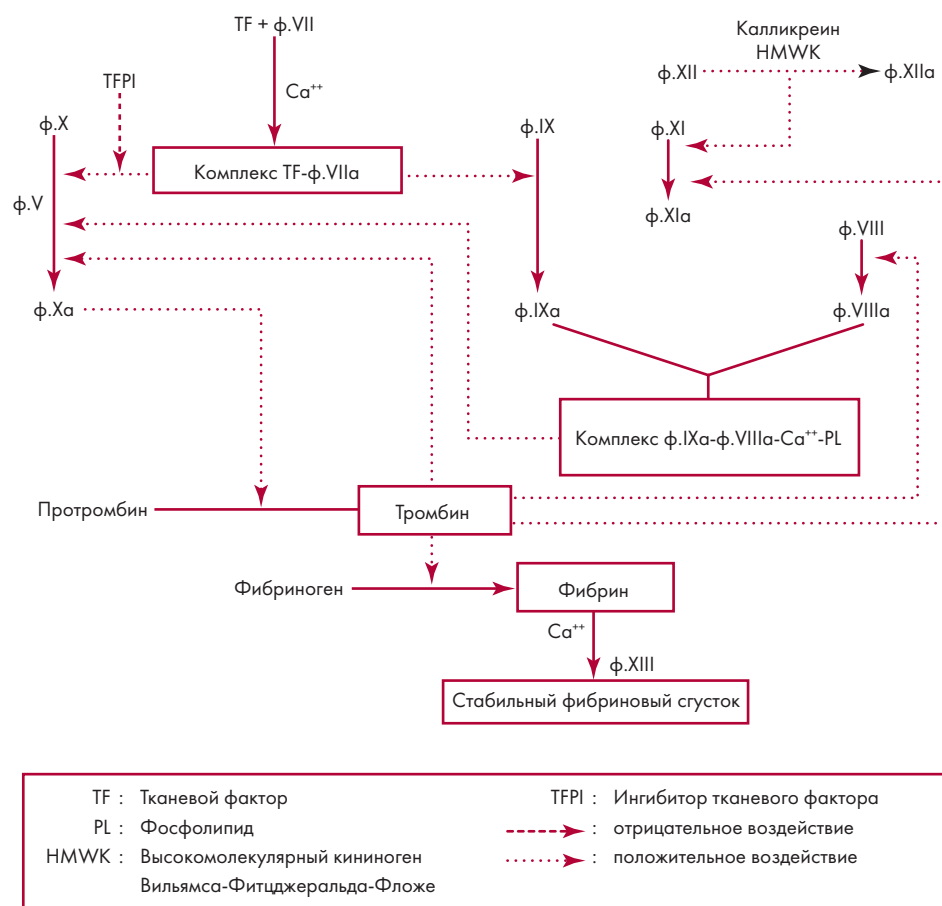 TF + ф.VII
Калликреин
HMWK
ф.XII
ф.XIIa
TFPI
Ca⁺⁺
ф.X
ф.IX
ф.XI
Комплекс TF-ф.VIIa
ф.V
ф.XIa
ф.VIII
ф.Xa
ф.IXa
ф.VIIIa
Комплекс ф.IXa-ф.VIIIa-Ca⁺⁺-PL
Протромбин
Тромбин
Фибриноген
Фибрин
Ca⁺⁺
ф.XIII
Стабильный фибриновый сгусток
TF : Тканевой фактор
PL : Фосфолипид
HMWK : Высокомолекулярный кининоген
Вильямса-Фитцджеральда-Фложе
TFPI : Ингибитор тканевого фактора
: отрицательное воздействие
: положительное воздействие